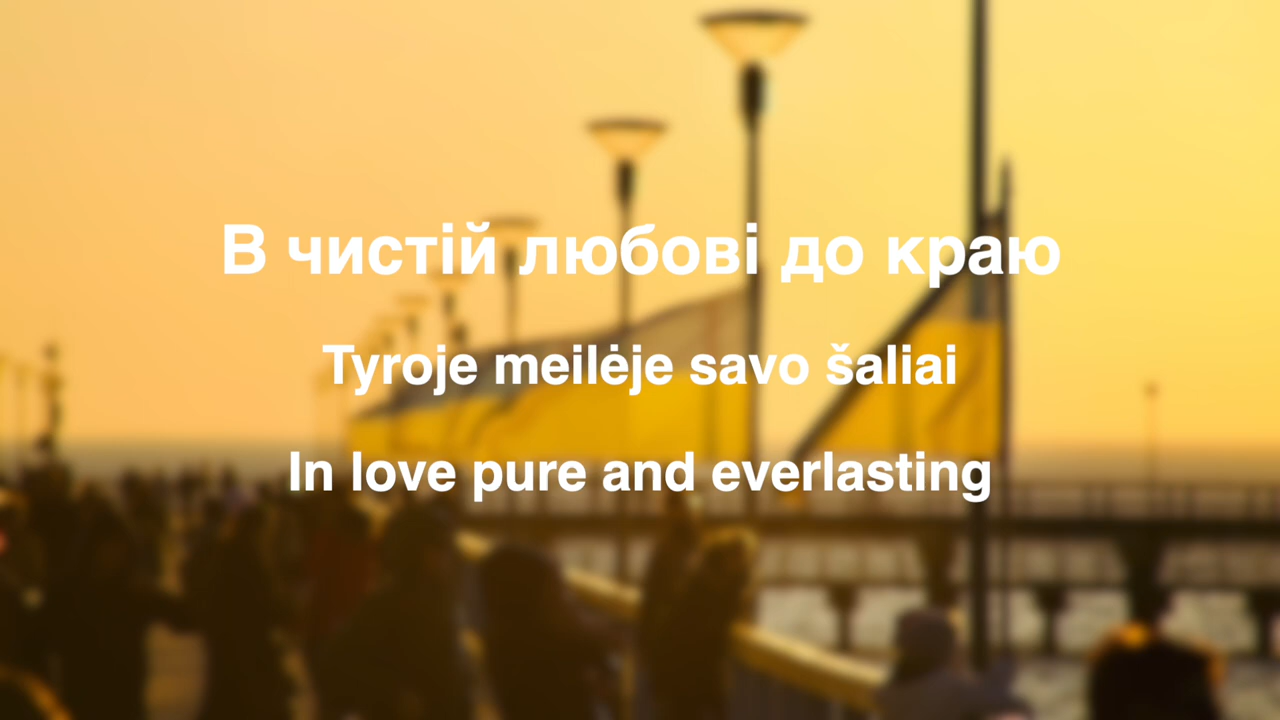 В чистій любові до краю
Tyroje meilėje savo šaliai
In love pure and everlasting